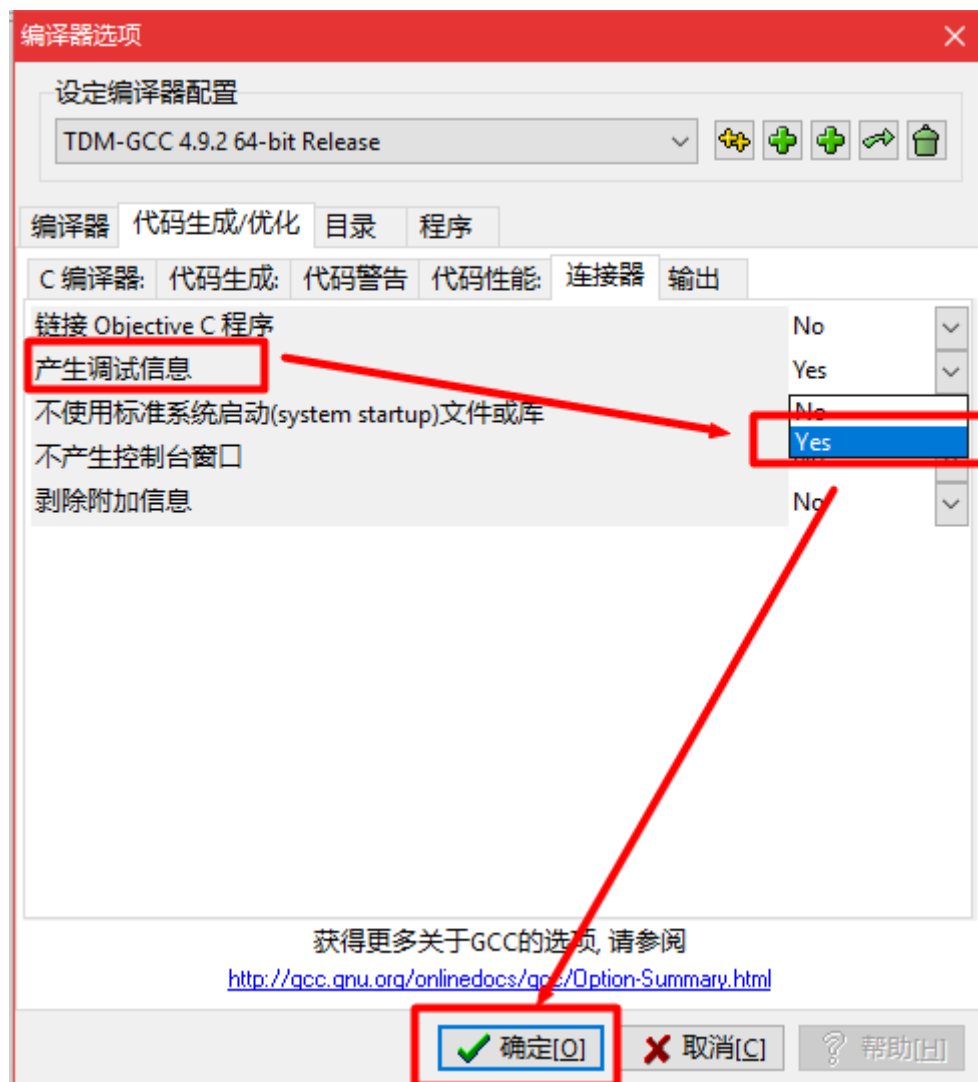 编译器选项
设定编译器配置
TDM-GCC 4.9.2 64-bit Release
编译器 代码生成/优化 目录 程序
C 编译器: 代码生成: 代码警告 代码性能: 连接器 输出
链接 Objective C 程序 No
产生调试信息 Yes
不使用标准系统启动(system startup)文件或库 No
Yes
不产生控制台窗口
剥除附加信息 No
获得更多关于GCC的选项, 请参阅
http://gcc.gnu.org/onlinedocs/gcc/Option-Summary.html
确定[O] 取消[C] 帮助[H]